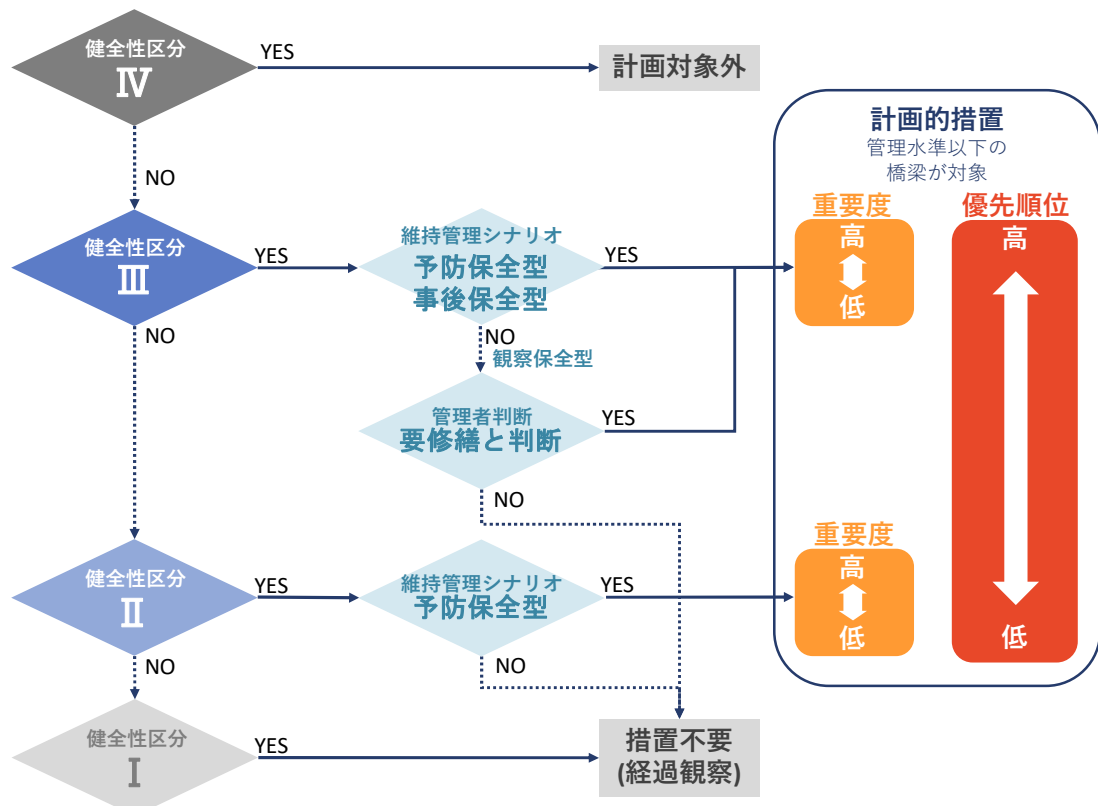 健全性区分
Ⅳ
YES
計画対象外
NO
計画的措置
管理水準以下の
橋梁が対象
健全性区分
Ⅲ
YES
維持管理シナリオ
予防保全型
事後保全型
YES
重要度
高
低
優先順位
高
低
NO
NO
観察保全型
管理者判断
要修繕と判断
YES
NO
健全性区分
Ⅱ
YES
維持管理シナリオ
予防保全型
YES
重要度
高
低
NO
NO
健全性区分
Ⅰ
YES
措置不要
(経過観察)